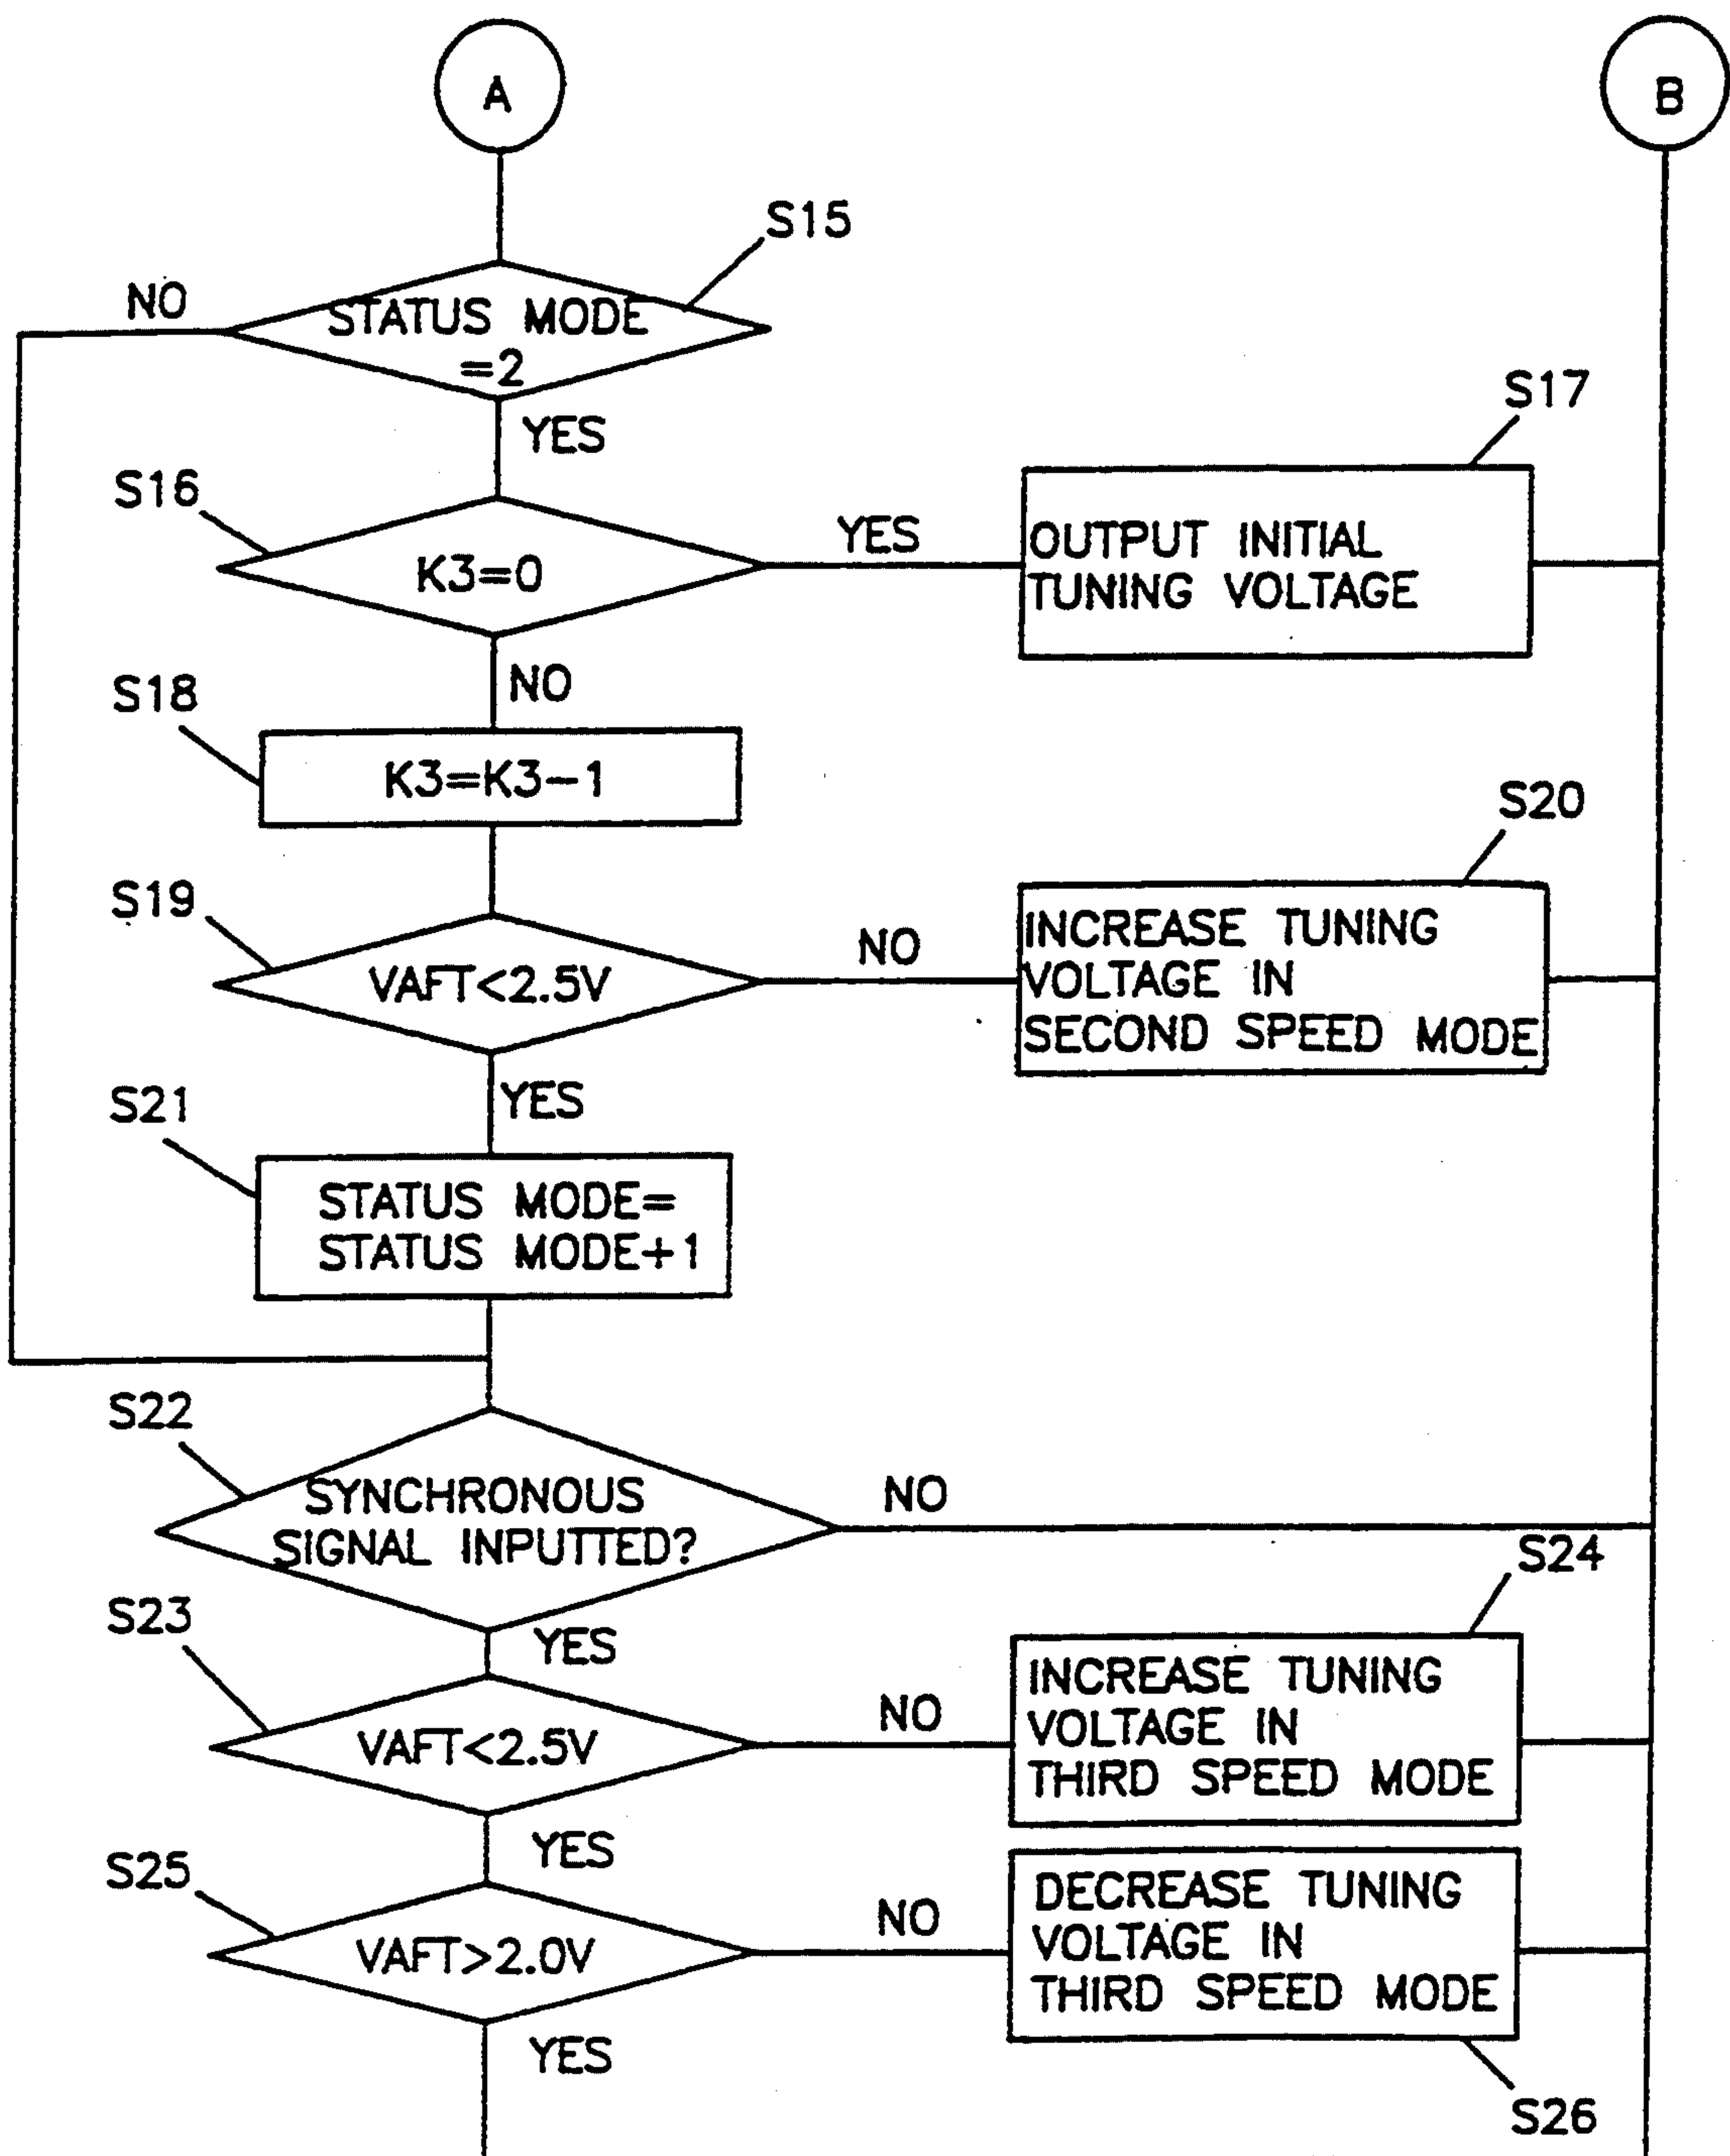 A
B
S15
NO
STATUS MODE
=2
YES
S17
S16
K3=0
YES
OUTPUT INITIAL
TUNING VOLTAGE
NO
S18
K3=K3-1
S20
S19
VAFT<2.5V
NO
INCREASE TUNING
VOLTAGE IN
SECOND SPEED MODE
YES
S21
STATUS MODE=
STATUS MODE+1
S22
SYNCHRONOUS
SIGNAL INPUTTED?
NO
S24
YES
S23
VAFT<2.5V
NO
INCREASE TUNING
VOLTAGE IN
THIRD SPEED MODE
YES
S25
VAFT>2.0V
NO
DECREASE TUNING
VOLTAGE IN
THIRD SPEED MODE
YES
S26